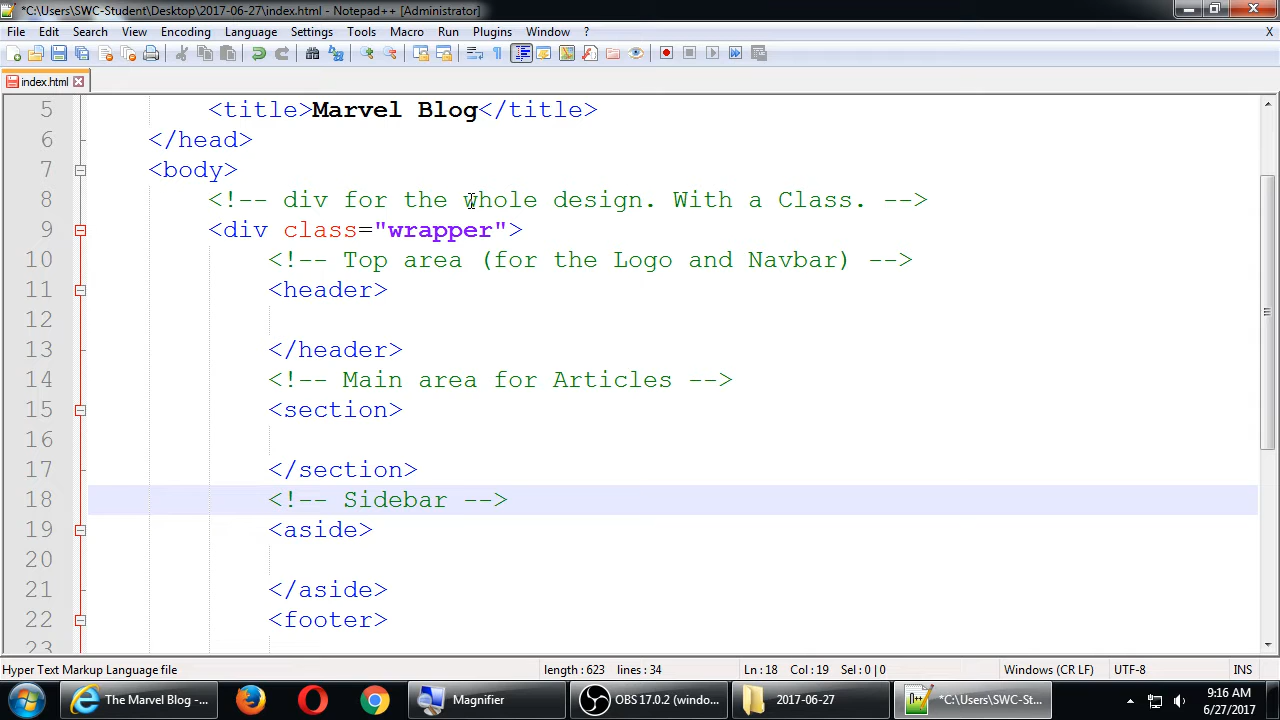 *C:\Users\SWC-Student\Desktop\2017-06-27\index.html - Notepad++ [Administrator]
File Edit Search View Encoding Language Settings Tools Macro Run Plugins Window ? X
index.html
5 <title>Marvel Blog</title>
6 </head>
7 <body>
8 <!-- div for the whole design. With a Class. -->
9 <div class="wrapper">
10 <!-- Top area (for the Logo and Navbar) -->
11 <header>
12
13 </header>
14 <!-- Main area for Articles -->
15 <section>
16
17 </section>
18 <!-- Sidebar -->
19 <aside>
20
21 </aside>
22 <footer>
23
Hyper Text Markup Language file length : 623 lines : 34 Ln : 18 Col : 19 Sel : 0 | 0 Windows (CR LF) UTF-8 INS
The Marvel Blog -... Magnifier OBS 17.0.2 (windo... 2017-06-27 *C:\Users\SWC-St... 9:16 AM
6/27/2017